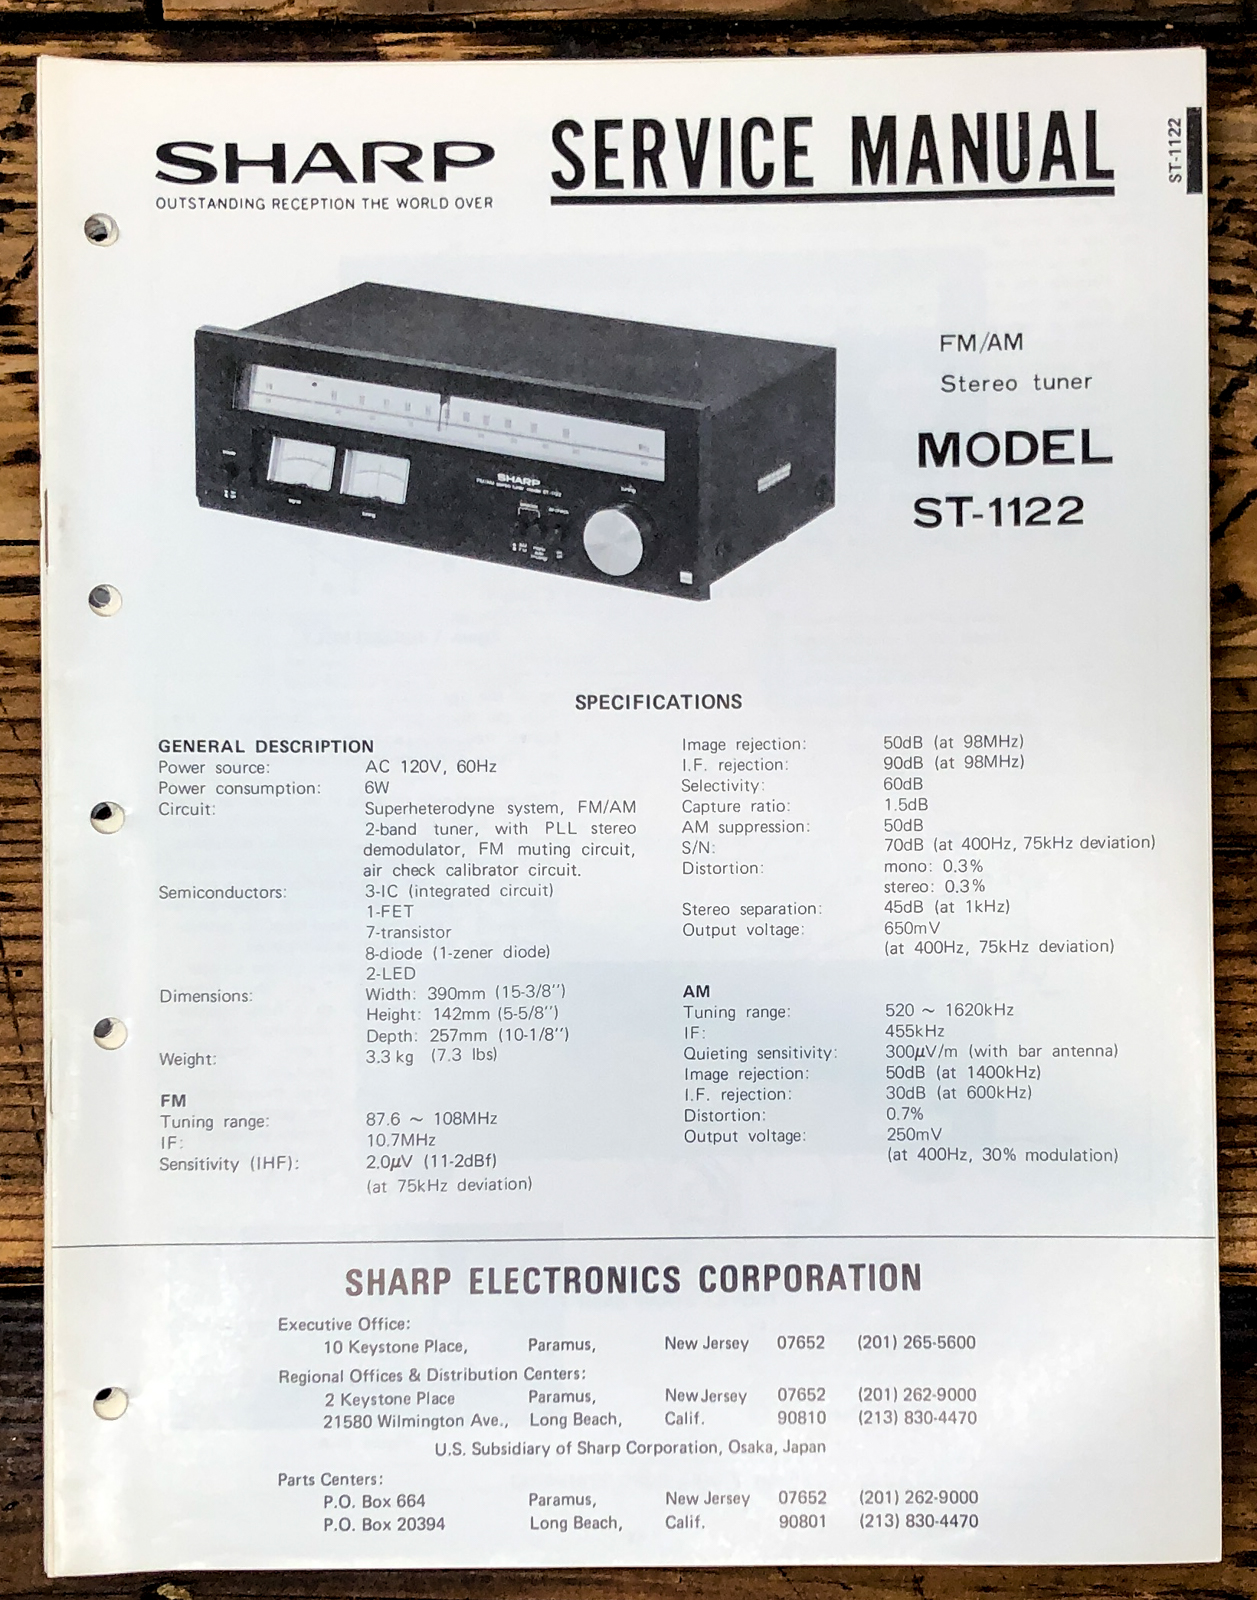 SHARP
OUTSTANDING RECEPTION THE WORLD OVER
SERVICE MANUAL
ST-1122
FM/AM
Stereo tuner
MODEL
ST-1122
SHARP
signal
tuning
tuning
SPECIFICATIONS
GENERAL DESCRIPTION
Power source: AC 120V, 60Hz
Power consumption: 6W
Circuit: Superheterodyne system, FM/AM
2-band tuner, with PLL stereo
demodulator, FM muting circuit,
air check calibrator circuit.
Semiconductors: 3-IC (integrated circuit)
1-FET
7-transistor
8-diode (1-zener diode)
2-LED
Dimensions: Width: 390mm (15-3/8'')
Height: 142mm (5-5/8'')
Depth: 257mm (10-1/8'')
Weight: 3.3 kg (7.3 lbs)
FM
Tuning range: 87.6 ~ 108MHz
IF: 10.7MHz
Sensitivity (IHF): 2.0μV (11-2dBf)
(at 75kHz deviation)
Image rejection: 50dB (at 98MHz)
I.F. rejection: 90dB (at 98MHz)
Selectivity: 60dB
Capture ratio: 1.5dB
AM suppression: 50dB
S/N: 70dB (at 400Hz, 75kHz deviation)
Distortion: mono: 0.3%
stereo: 0.3%
Stereo separation: 45dB (at 1kHz)
Output voltage: 650mV
(at 400Hz, 75kHz deviation)
AM
Tuning range: 520 ~ 1620kHz
IF: 455kHz
Quieting sensitivity: 300μV/m (with bar antenna)
Image rejection: 50dB (at 1400kHz)
I.F. rejection: 30dB (at 600kHz)
Distortion: 0.7%
Output voltage: 250mV
(at 400Hz, 30% modulation)
SHARP ELECTRONICS CORPORATION
Executive Office:
10 Keystone Place, Paramus, New Jersey 07652 (201) 265-5600
Regional Offices & Distribution Centers:
2 Keystone Place Paramus, New Jersey 07652 (201) 262-9000
21580 Wilmington Ave., Long Beach, Calif. 90810 (213) 830-4470
U.S. Subsidiary of Sharp Corporation, Osaka, Japan
Parts Centers:
P.O. Box 664 Paramus, New Jersey 07652 (201) 262-9000
P.O. Box 20394 Long Beach, Calif. 90801 (213) 830-4470